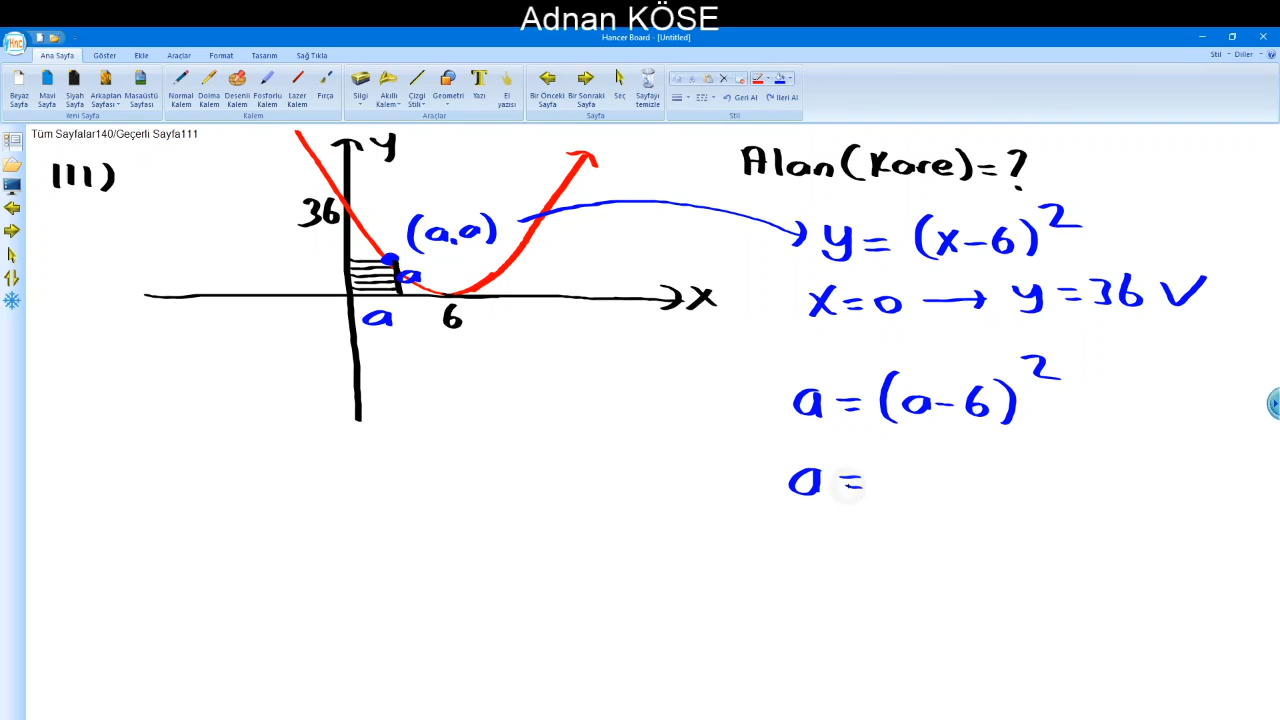 Adnan KÖSE
Hancer Board - [Untitled]
Hnc
Ana Sayfa Göster Ekle Araçlar Format Tasarım Sağ Tıkla Stil Diller
Beyaz Sayfa Mavi Sayfa Siyah Sayfa Arkaplan Sayfası Masaüstü Sayfası Normal Kalem Dolma Kalem Desenli Kalem Fosforlu Kalem Lazer Kalem Fırça Silgi Akıllı Kalem Çizgi Stili Geometri Yazı El yazısı Bir Önceki Sayfa Bir Sonraki Sayfa Seç Sayfayı temizle Geri Al İleri Al
Yeni Sayfa Kalem Araçlar Sayfa Stil
Tüm Sayfalar140/Geçerli Sayfa111
111)
y
36
(a,a)
a
a
6
x
Alan(Kare)=?
y = (x-6)²
x=0 → y=36 ✓
a = (a-6)²
a =